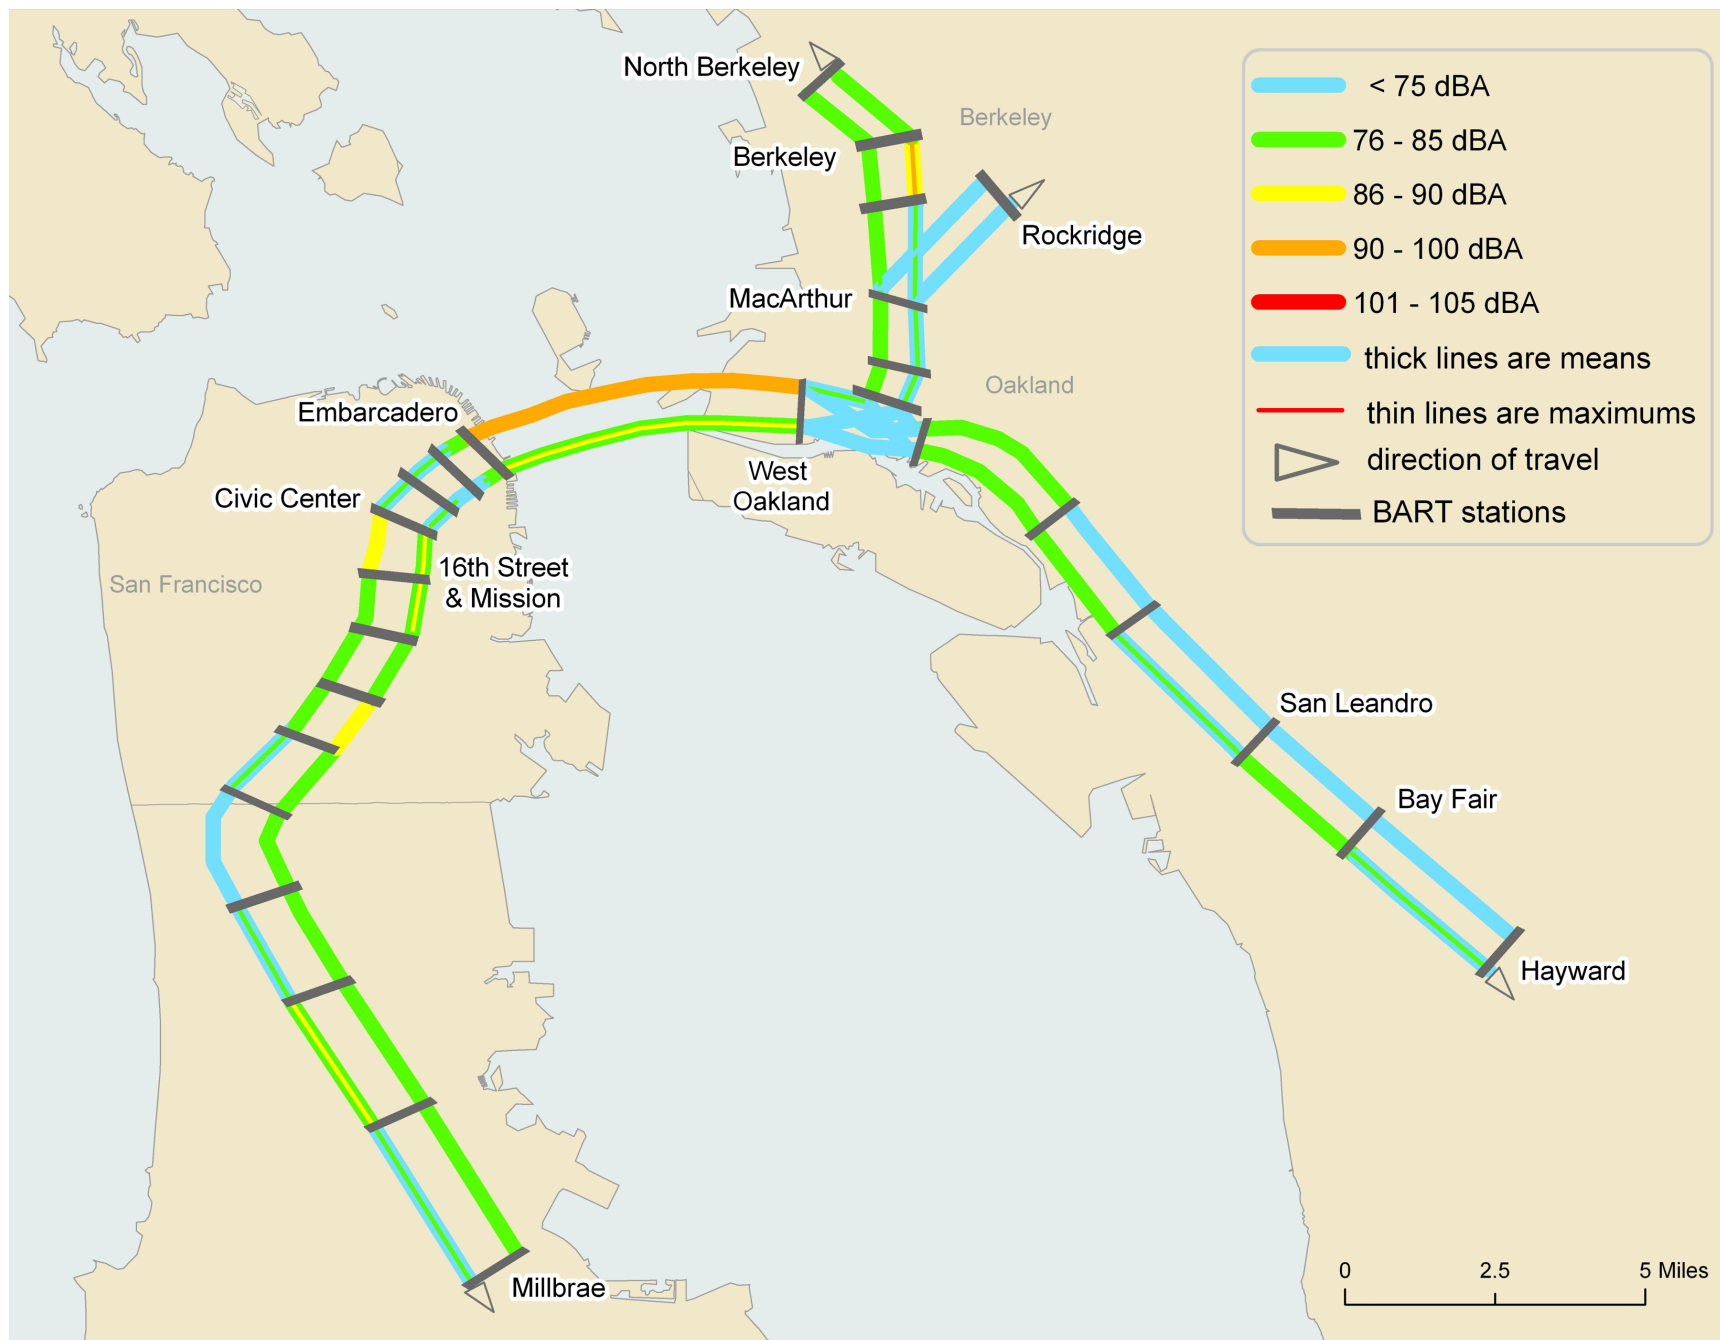 North Berkeley
Berkeley
Berkeley
Rockridge
MacArthur
Oakland
Embarcadero
Civic Center
West
Oakland
16th Street
& Mission
San Francisco
San Leandro
Bay Fair
Hayward
Millbrae
< 75 dBA
76 - 85 dBA
86 - 90 dBA
90 - 100 dBA
101 - 105 dBA
thick lines are means
thin lines are maximums
direction of travel
BART stations
0 2.5 5 Miles